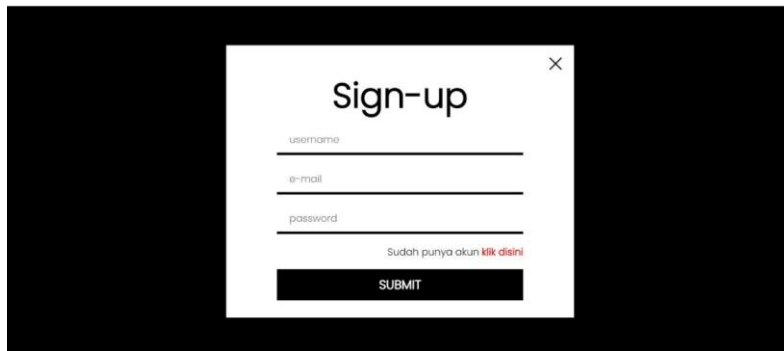 Sign-up
username
e-mail
password
Sudah punya akun klik disini
SUBMIT